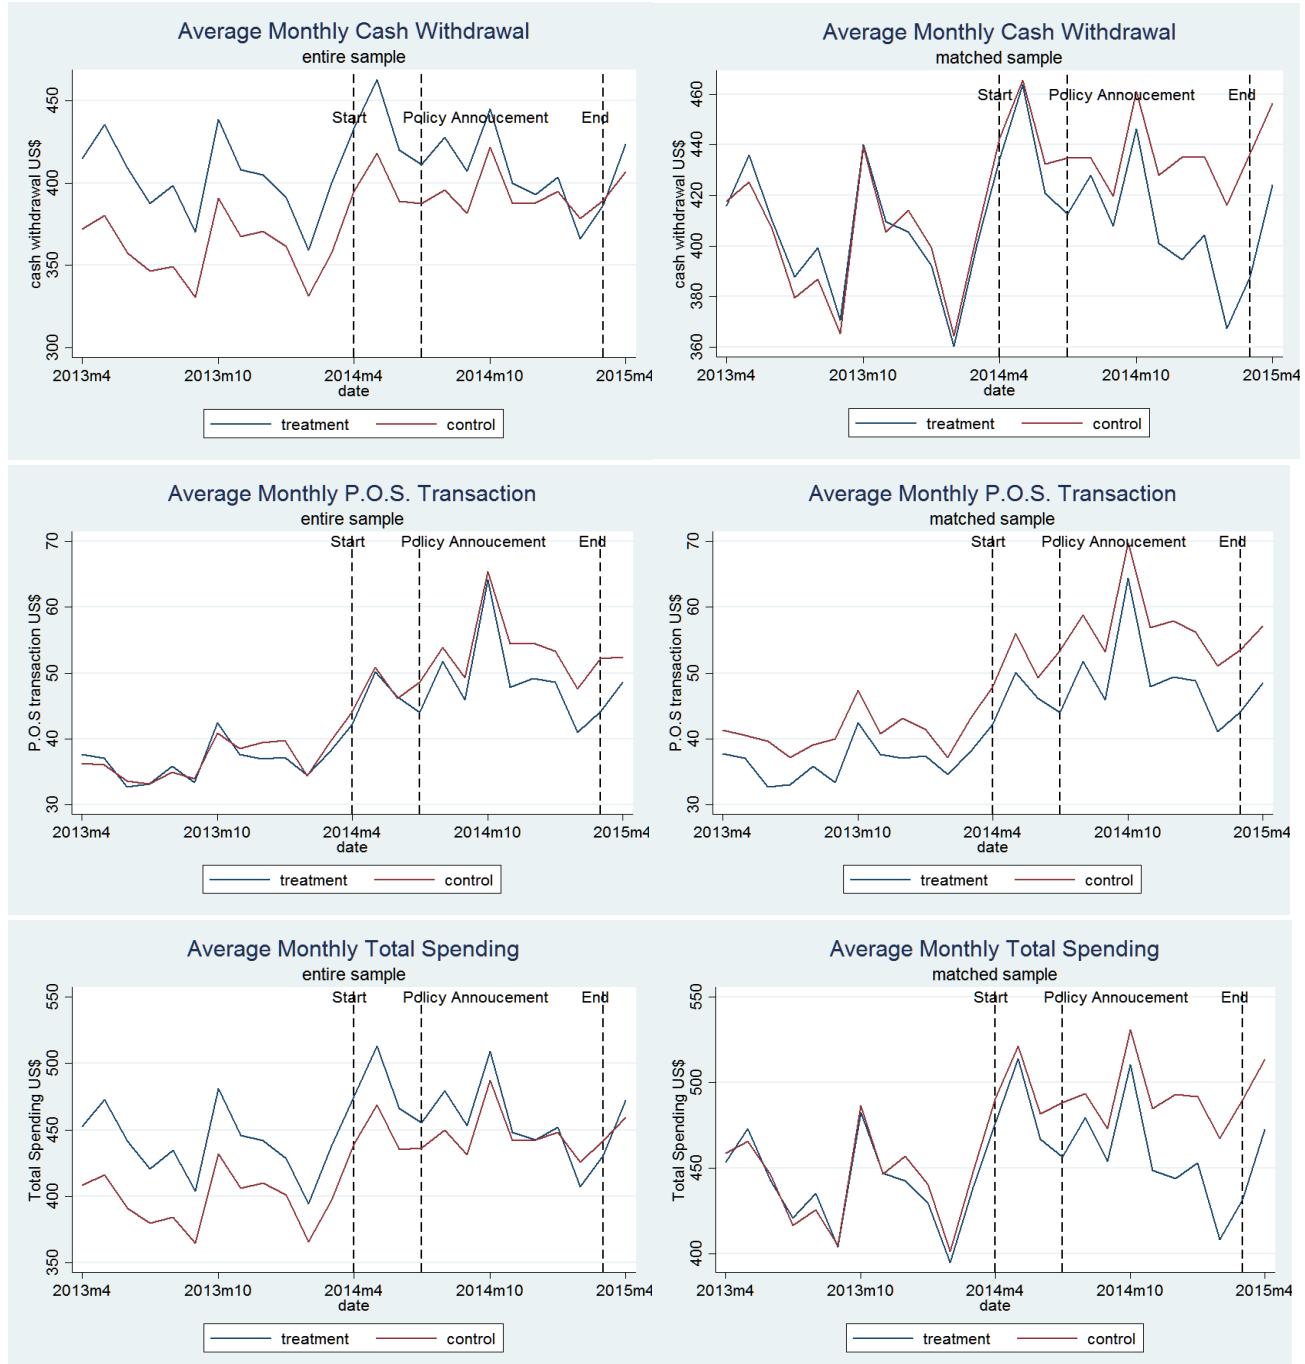 Average Monthly Cash Withdrawal
entire sample
cash withdrawal US$
450
400
350
300
Start
Policy Annoucement
End
2013m4
2013m10
2014m4
2014m10
2015m4
date
treatment
control
Average Monthly Cash Withdrawal
matched sample
cash withdrawal US$
460
440
420
400
380
360
Start
Policy Annoucement
End
2013m4
2013m10
2014m4
2014m10
2015m4
date
treatment
control
Average Monthly P.O.S. Transaction
entire sample
P.O.S transaction US$
70
60
50
40
30
Start
Policy Annoucement
End
2013m4
2013m10
2014m4
2014m10
2015m4
date
treatment
control
Average Monthly P.O.S. Transaction
matched sample
P.O.S transaction US$
70
60
50
40
30
Start
Policy Annoucement
End
2013m4
2013m10
2014m4
2014m10
2015m4
date
treatment
control
Average Monthly Total Spending
entire sample
Total Spending US$
550
500
450
400
350
Start
Policy Annoucement
End
2013m4
2013m10
2014m4
2014m10
2015m4
date
treatment
control
Average Monthly Total Spending
matched sample
Total Spending US$
550
500
450
400
Start
Policy Annoucement
End
2013m4
2013m10
2014m4
2014m10
2015m4
date
treatment
control